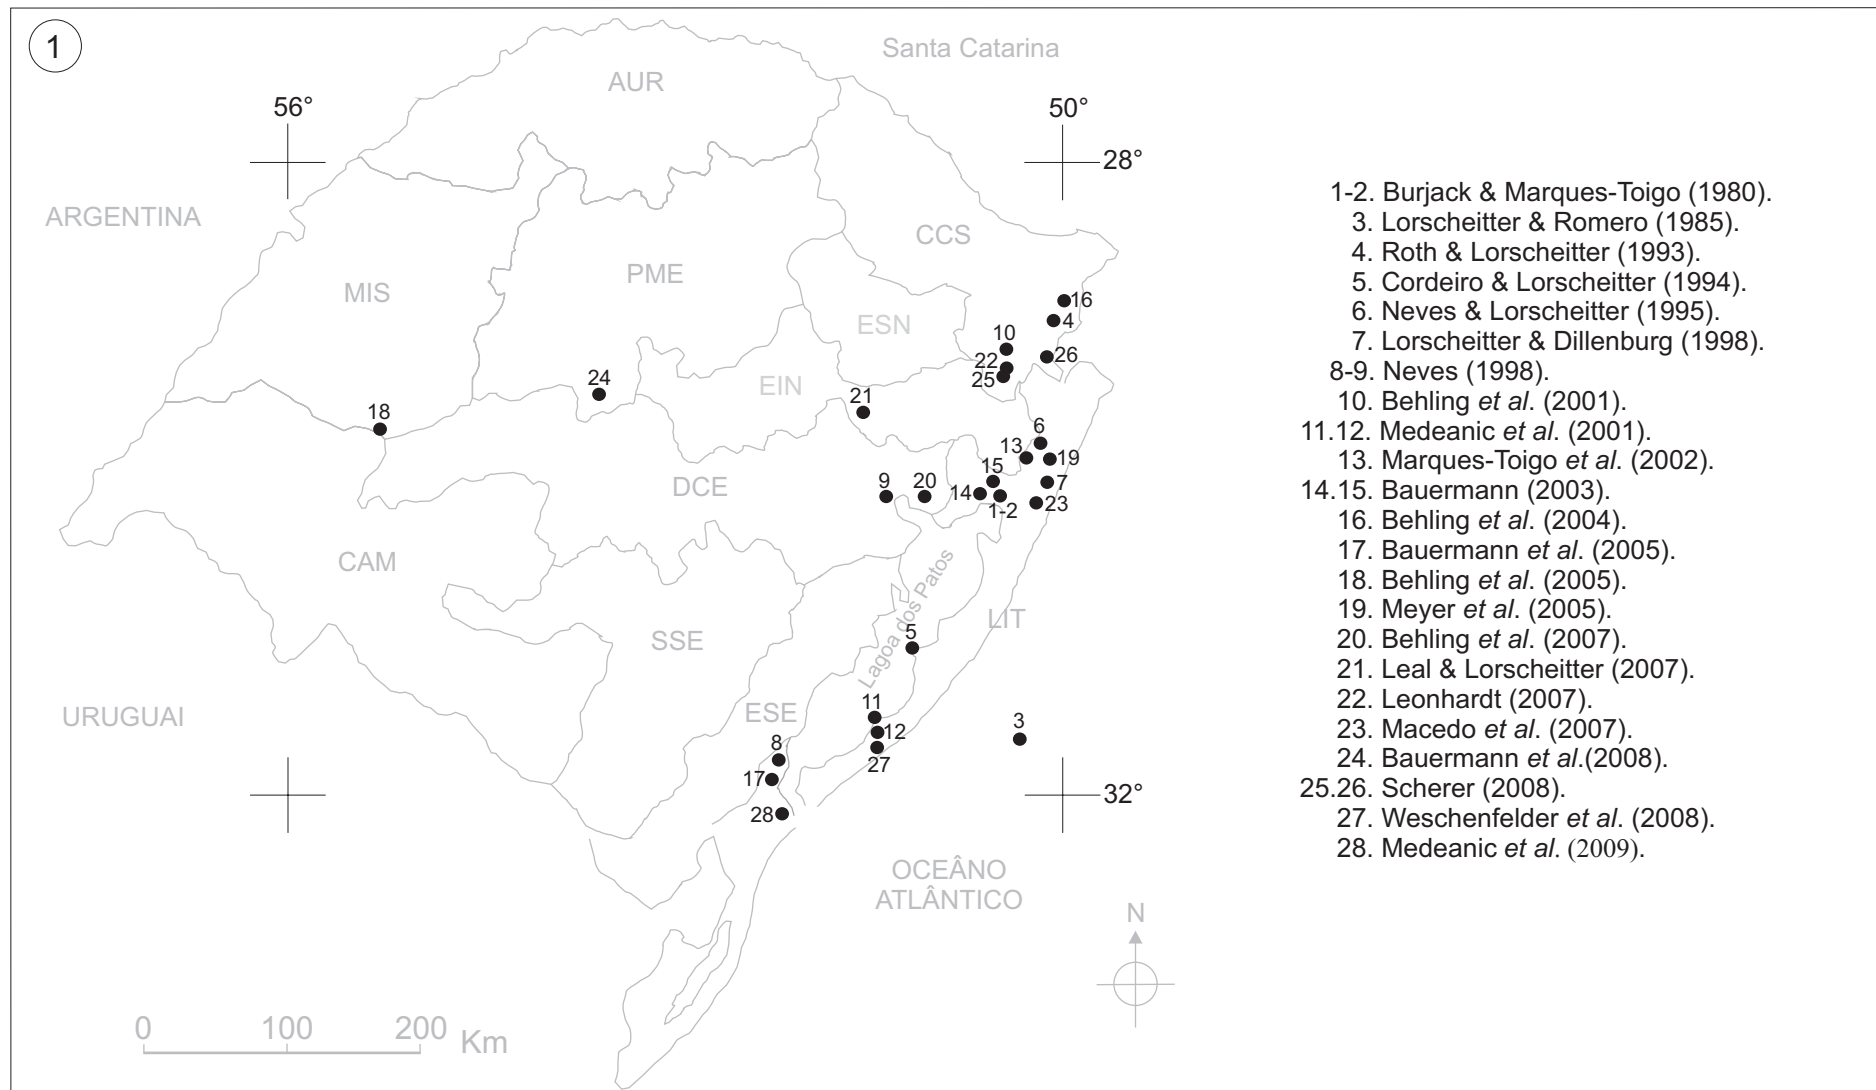 1
Santa Catarina
AUR
56°
50°
28°
ARGENTINA
CCS
MIS
PME
ESN
16
4
10
26
22
25
EIN
24
21
18
6
13
19
15
DCE
9
20
14
7
1-2
23
CAM
Lagoa dos Patos
LIT
SSE
5
URUGUAI
ESE
11
12
3
8
27
17
32°
28
OCEÂNO
ATLÂNTICO
N
0 100 200 Km
1-2. Burjack & Marques-Toigo (1980).
3. Lorscheitter & Romero (1985).
4. Roth & Lorscheitter (1993).
5. Cordeiro & Lorscheitter (1994).
6. Neves & Lorscheitter (1995).
7. Lorscheitter & Dillenburg (1998).
8-9. Neves (1998).
10. Behling et al. (2001).
11.12. Medeanic et al. (2001).
13. Marques-Toigo et al. (2002).
14.15. Bauermann (2003).
16. Behling et al. (2004).
17. Bauermann et al. (2005).
18. Behling et al. (2005).
19. Meyer et al. (2005).
20. Behling et al. (2007).
21. Leal & Lorscheitter (2007).
22. Leonhardt (2007).
23. Macedo et al. (2007).
24. Bauermann et al.(2008).
25.26. Scherer (2008).
27. Weschenfelder et al. (2008).
28. Medeanic et al. (2009).